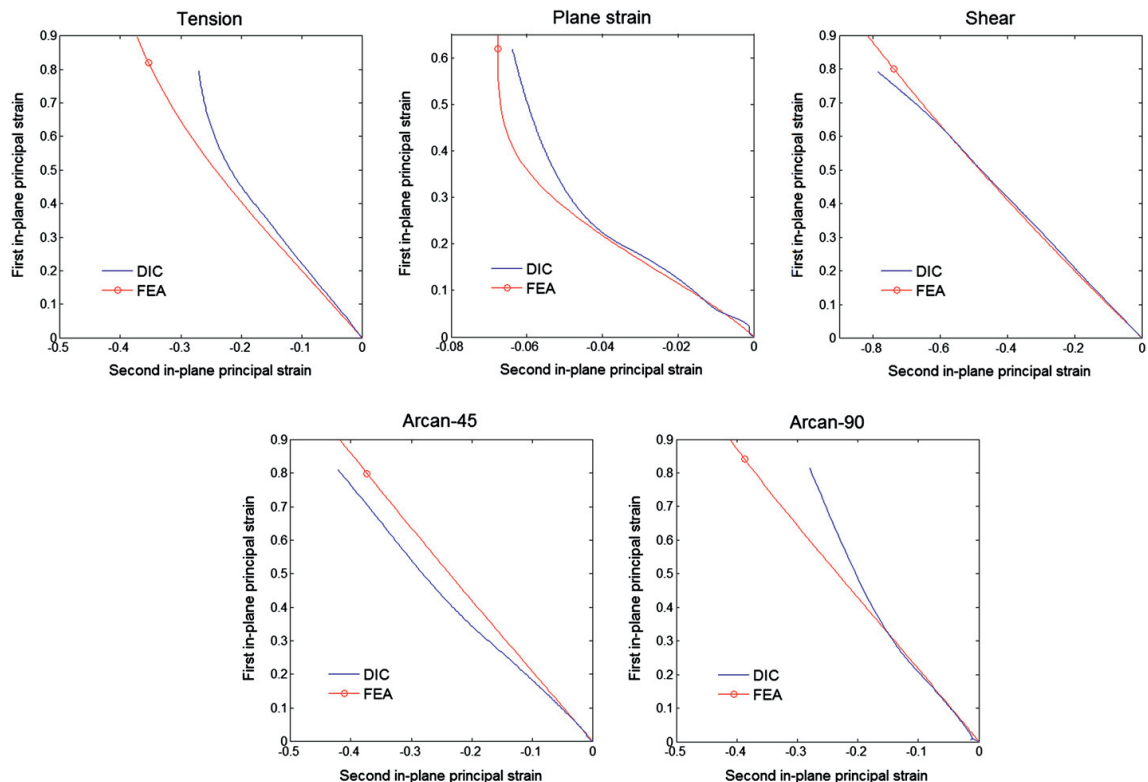 Tension
0.9
0.8
0.7
0.6
0.5
0.4
0.3
0.2
0.1
0
First in-plane principal strain
DIC
FEA
-0.5 -0.4 -0.3 -0.2 -0.1 0
Second in-plane principal strain
Plane strain
0.6
0.5
0.4
0.3
0.2
0.1
0
First in-plane principal strain
DIC
FEA
-0.08 -0.06 -0.04 -0.02 0
Second in-plane principal strain
Shear
0.9
0.8
0.7
0.6
0.5
0.4
0.3
0.2
0.1
0
First in-plane principal strain
DIC
FEA
-0.8 -0.6 -0.4 -0.2 0
Second in-plane principal strain
Arcan-45
0.9
0.8
0.7
0.6
0.5
0.4
0.3
0.2
0.1
0
First in-plane principal strain
DIC
FEA
-0.5 -0.4 -0.3 -0.2 -0.1 0
Second in-plane principal strain
Arcan-90
0.9
0.8
0.7
0.6
0.5
0.4
0.3
0.2
0.1
0
First in-plane principal strain
DIC
FEA
-0.5 -0.4 -0.3 -0.2 -0.1 0
Second in-plane principal strain